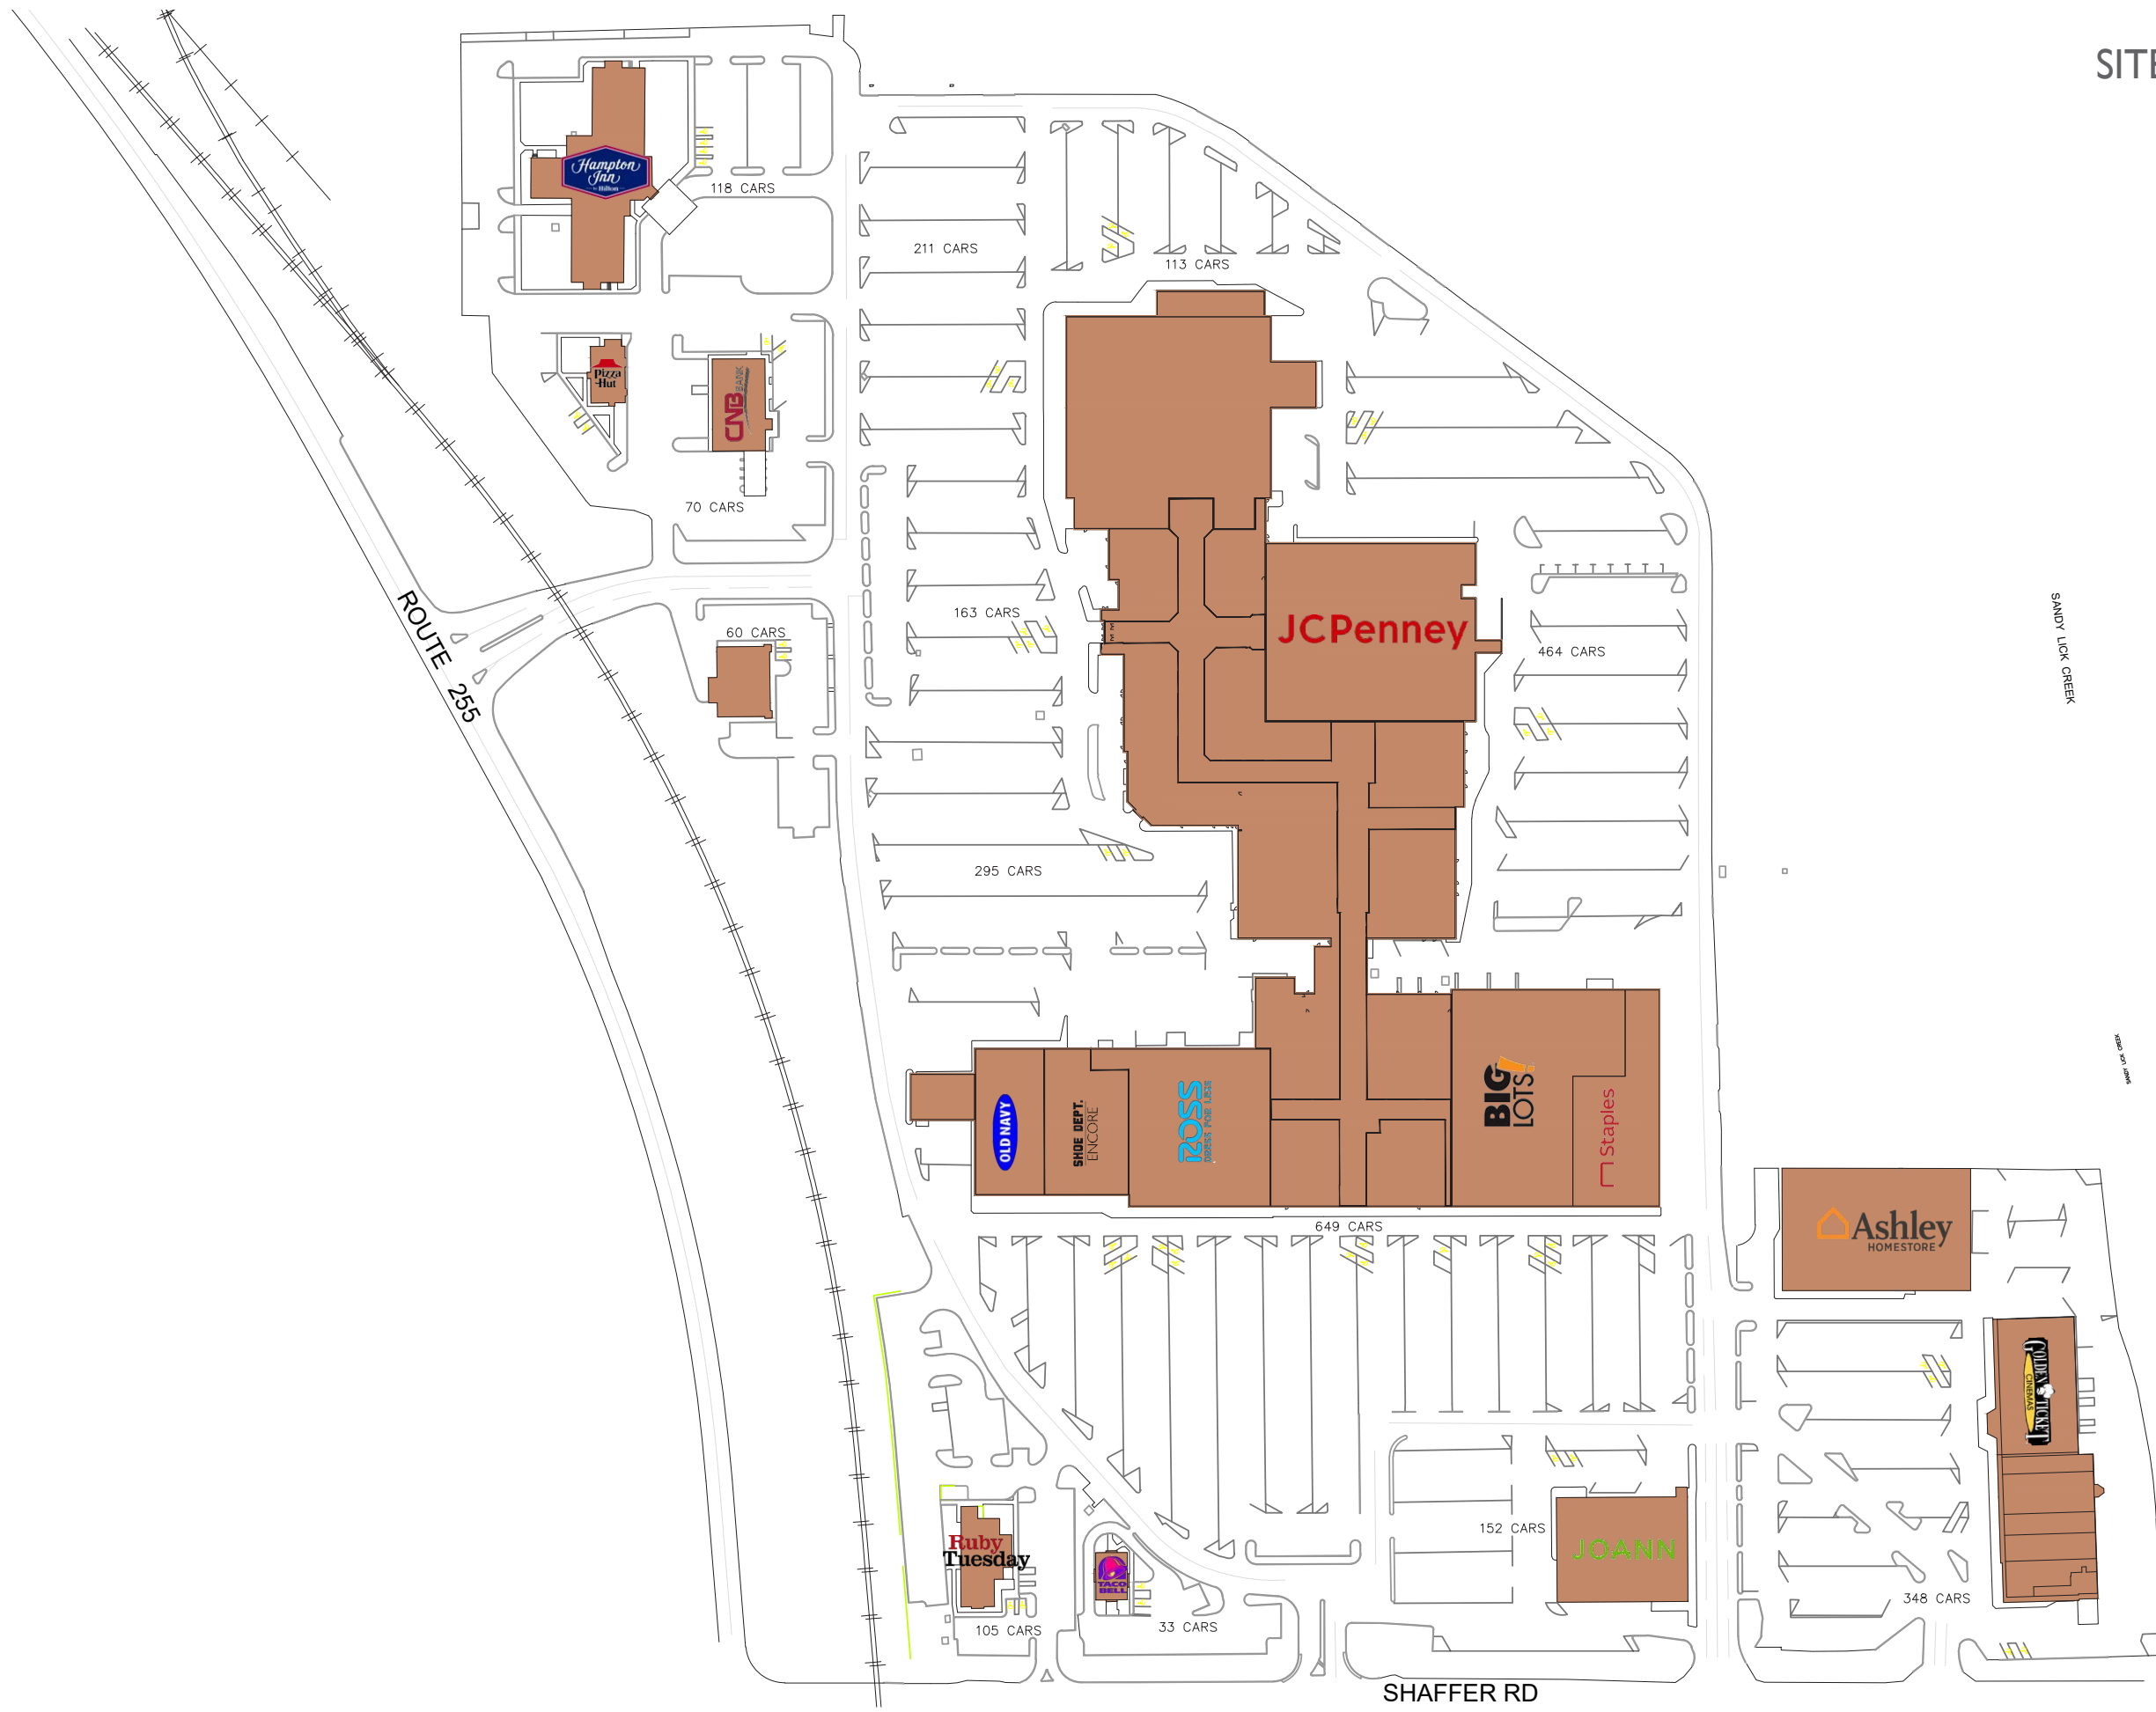 SITE
Hampton
Inn
by Hilton
118 CARS
211 CARS
113 CARS
Pizza
Hut
CNB
BANK
70 CARS
ROUTE 255
60 CARS
163 CARS
JCPenney
464 CARS
SANDY LICK CREEK
295 CARS
SANDY LICK CREEK
OLD NAVY
SHOE DEPT.
ENCORE
ROSS
DRESS FOR LESS
BIG
LOTS!
Staples
649 CARS
Ashley
HOMESTORE
GOLDEN TICKET
CINEMAS
Ruby
Tuesday
TACO
BELL
152 CARS
JOANN
348 CARS
105 CARS
33 CARS
SHAFFER RD